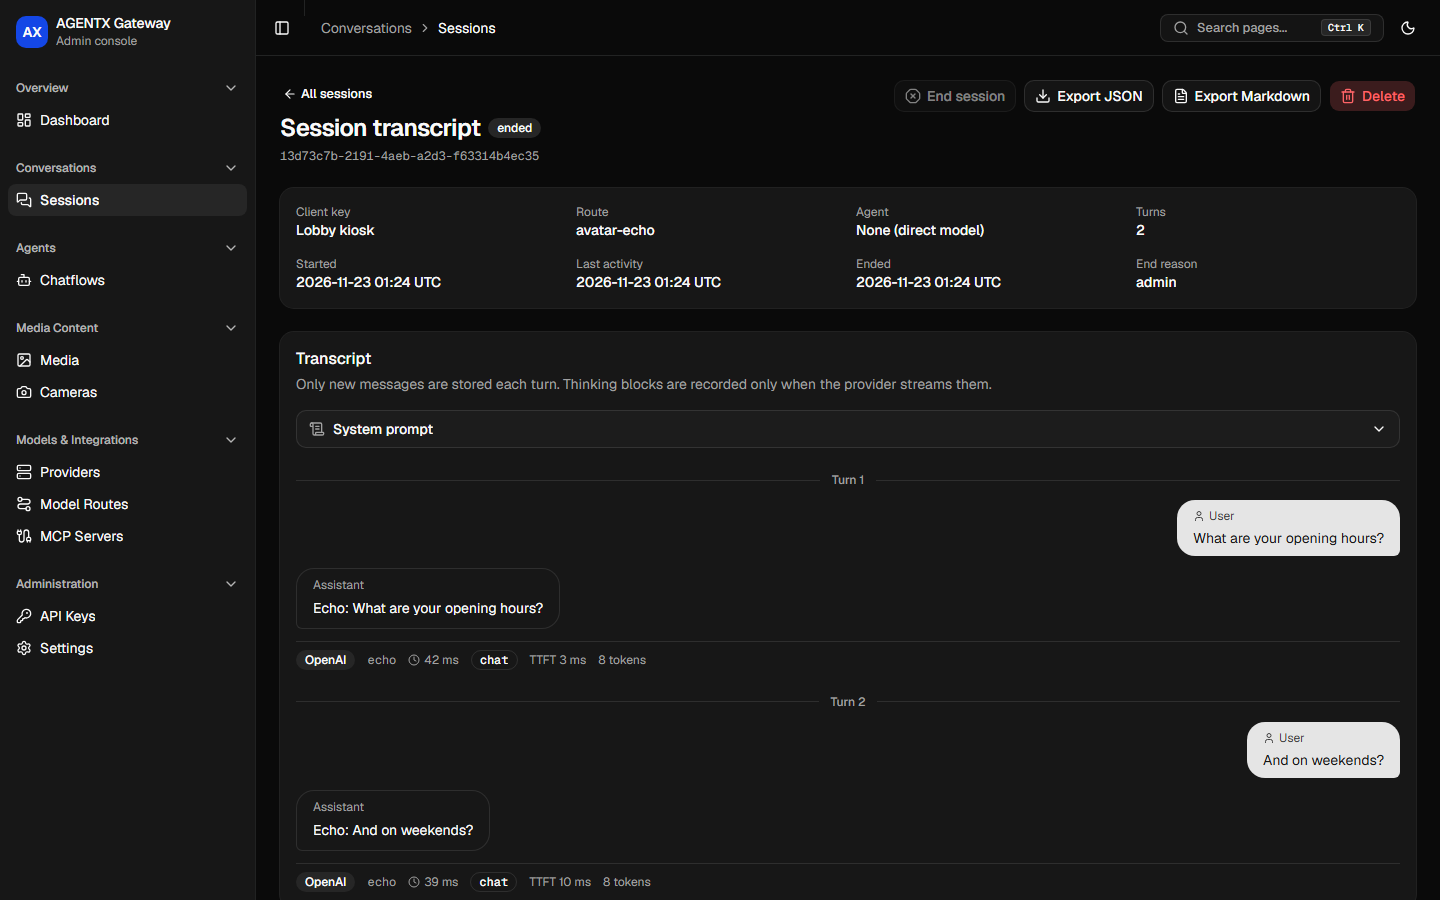 AX
AGENTX Gateway
Admin console
Overview
Dashboard
Conversations
Sessions
Agents
Chatflows
Media Content
Media
Cameras
Models & Integrations
Providers
Model Routes
MCP Servers
Administration
API Keys
Settings
Conversations > Sessions
Search pages... Ctrl K
← All sessions
End session Export JSON Export Markdown Delete
Session transcript ended
13d73c7b-2191-4aeb-a2d3-f63314b4ec35
Client key Route Agent Turns
Lobby kiosk avatar-echo None (direct model) 2
Started Last activity Ended End reason
2026-11-23 01:24 UTC 2026-11-23 01:24 UTC 2026-11-23 01:24 UTC admin
Transcript
Only new messages are stored each turn. Thinking blocks are recorded only when the provider streams them.
System prompt
Turn 1
User
What are your opening hours?
Assistant
Echo: What are your opening hours?
OpenAI echo 42 ms chat TTFT 3 ms 8 tokens
Turn 2
User
And on weekends?
Assistant
Echo: And on weekends?
OpenAI echo 39 ms chat TTFT 10 ms 8 tokens